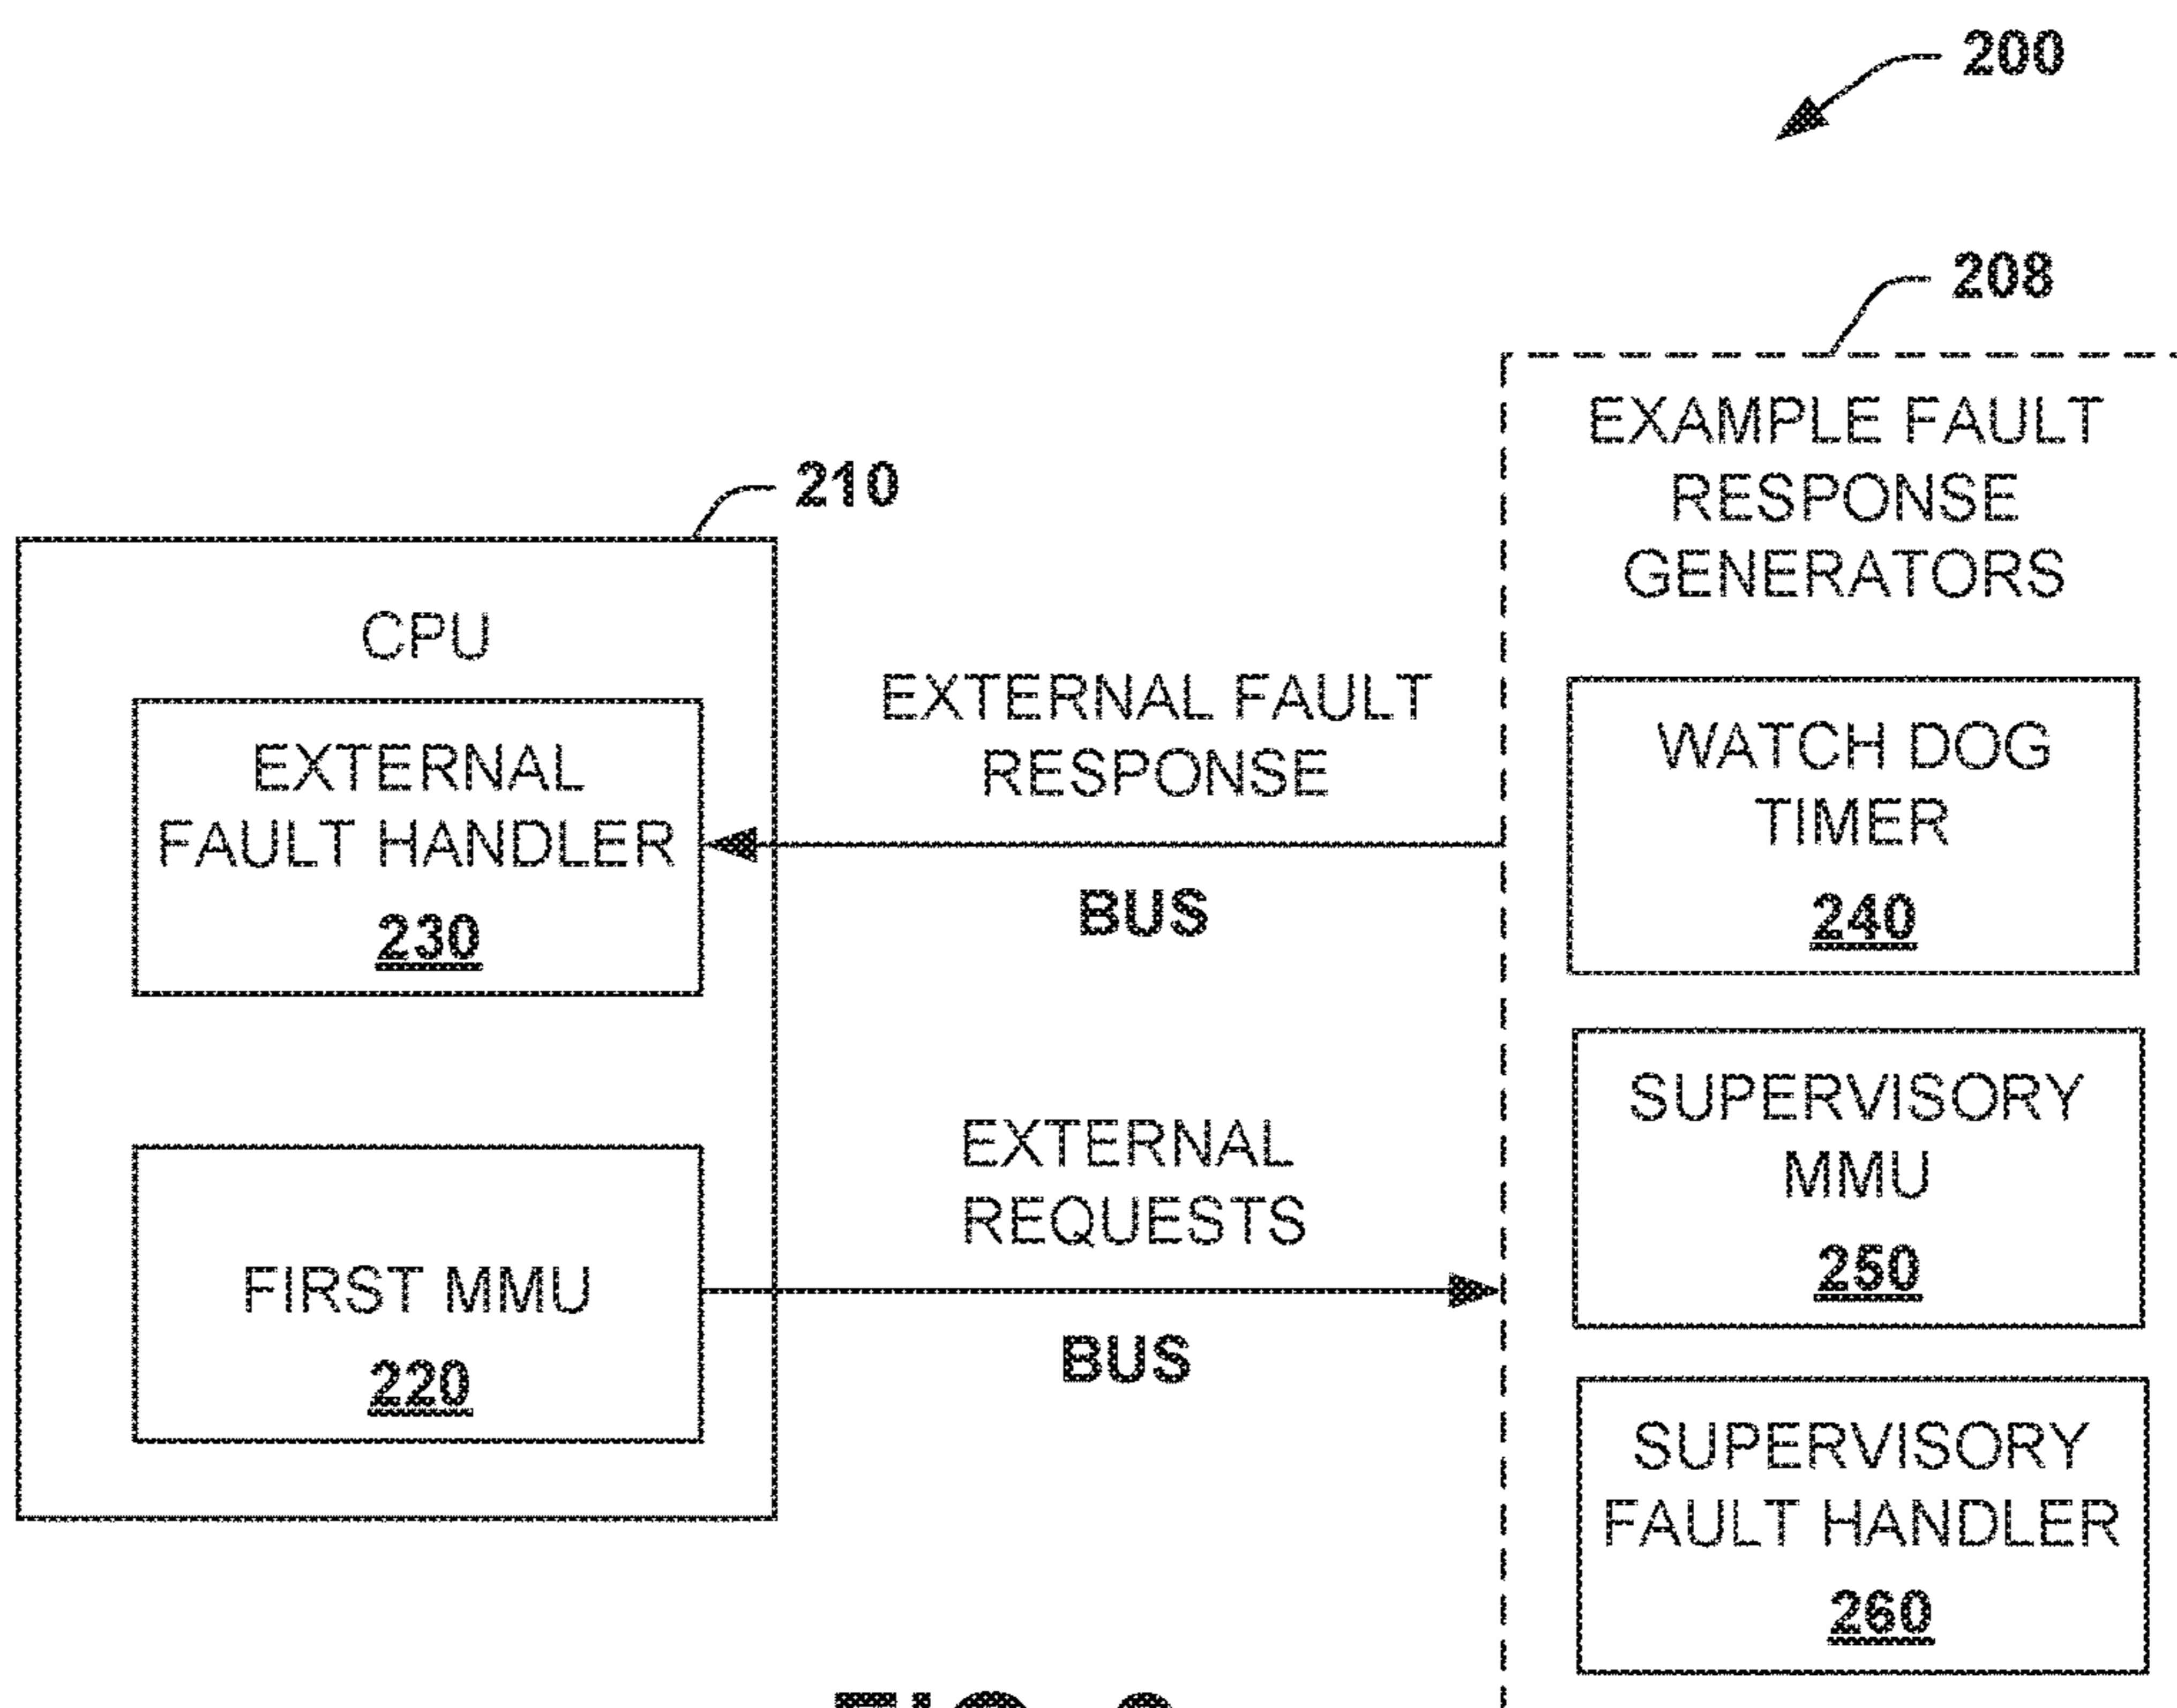 200
208
EXAMPLE FAULT
RESPONSE
GENERATORS
210
CPU
EXTERNAL
FAULT HANDLER
230
EXTERNAL FAULT
RESPONSE
BUS
WATCH DOG
TIMER
240
FIRST MMU
220
EXTERNAL
REQUESTS
BUS
SUPERVISORY
MMU
250
SUPERVISORY
FAULT HANDLER
260